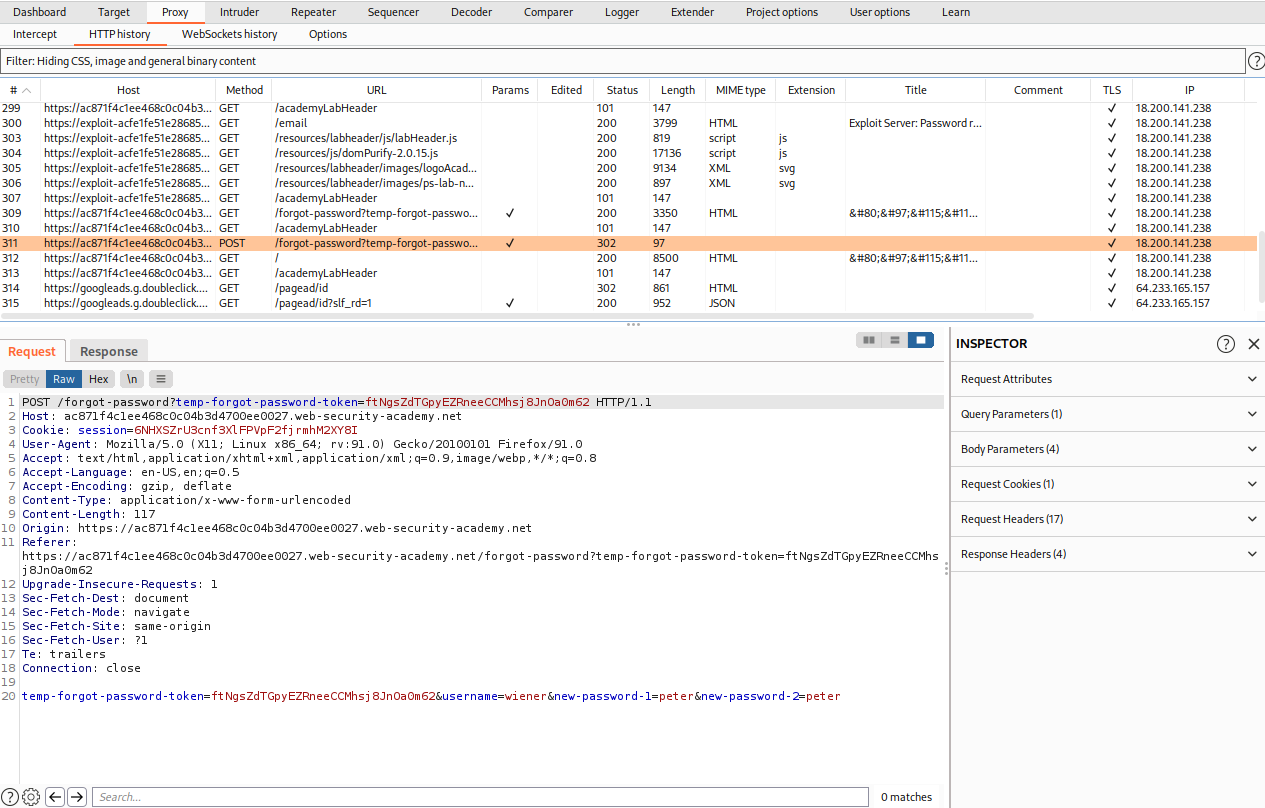 Dashboard Target Proxy Intruder Repeater Sequencer Decoder Comparer Logger Extender Project options User options Learn
Intercept HTTP history WebSockets history Options
Filter: Hiding CSS, image and general binary content ?
# Host Method URL Params Edited Status Length MIME type Extension Title Comment TLS IP
299 https://ac871f4c1ee468c0c04b3... GET /academyLabHeader 101 147 ✓ 18.200.141.238
300 https://exploit-acfe1fe51e28685... GET /email 200 3799 HTML Exploit Server: Password r... ✓ 18.200.141.238
303 https://exploit-acfe1fe51e28685... GET /resources/labheader/js/labHeader.js 200 819 script js ✓ 18.200.141.238
304 https://exploit-acfe1fe51e28685... GET /resources/js/domPurify-2.0.15.js 200 17136 script js ✓ 18.200.141.238
305 https://exploit-acfe1fe51e28685... GET /resources/labheader/images/logoAcad... 200 9134 XML svg ✓ 18.200.141.238
306 https://exploit-acfe1fe51e28685... GET /resources/labheader/images/ps-lab-n... 200 897 XML svg ✓ 18.200.141.238
307 https://exploit-acfe1fe51e28685... GET /academyLabHeader 101 147 ✓ 18.200.141.238
309 https://ac871f4c1ee468c0c04b3... GET /forgot-password?temp-forgot-passwo... ✓ 200 3350 HTML &#80;&#97;&#115;&#11... ✓ 18.200.141.238
310 https://ac871f4c1ee468c0c04b3... GET /academyLabHeader 101 147 ✓ 18.200.141.238
311 https://ac871f4c1ee468c0c04b3... POST /forgot-password?temp-forgot-passwo... ✓ 302 97 ✓ 18.200.141.238
312 https://ac871f4c1ee468c0c04b3... GET / 200 8500 HTML &#80;&#97;&#115;&#11... ✓ 18.200.141.238
313 https://ac871f4c1ee468c0c04b3... GET /academyLabHeader 101 147 ✓ 18.200.141.238
314 https://googleads.g.doubleclick.... GET /pagead/id 302 861 HTML ✓ 64.233.165.157
315 https://googleads.g.doubleclick.... GET /pagead/id?slf_rd=1 ✓ 200 952 JSON ✓ 64.233.165.157
Request Response
Pretty Raw Hex \n
1 POST /forgot-password?temp-forgot-password-token=ftNgsZdTGpyEZRneeCCMhsj8JnOa0m62 HTTP/1.1
2 Host: ac871f4c1ee468c0c04b3d4700ee0027.web-security-academy.net
3 Cookie: session=6NHXSZrU3cnf3XlFPVpF2fjrmhM2XY8I
4 User-Agent: Mozilla/5.0 (X11; Linux x86_64; rv:91.0) Gecko/20100101 Firefox/91.0
5 Accept: text/html,application/xhtml+xml,application/xml;q=0.9,image/webp,*/*;q=0.8
6 Accept-Language: en-US,en;q=0.5
7 Accept-Encoding: gzip, deflate
8 Content-Type: application/x-www-form-urlencoded
9 Content-Length: 117
10 Origin: https://ac871f4c1ee468c0c04b3d4700ee0027.web-security-academy.net
11 Referer:
https://ac871f4c1ee468c0c04b3d4700ee0027.web-security-academy.net/forgot-password?temp-forgot-password-token=ftNgsZdTGpyEZRneeCCMhs
j8JnOa0m62
12 Upgrade-Insecure-Requests: 1
13 Sec-Fetch-Dest: document
14 Sec-Fetch-Mode: navigate
15 Sec-Fetch-Site: same-origin
16 Sec-Fetch-User: ?1
17 Te: trailers
18 Connection: close
19
20 temp-forgot-password-token=ftNgsZdTGpyEZRneeCCMhsj8JnOa0m62&username=wiener&new-password-1=peter&new-password-2=peter
? Search... 0 matches
INSPECTOR ?
Request Attributes
Query Parameters (1)
Body Parameters (4)
Request Cookies (1)
Request Headers (17)
Response Headers (4)